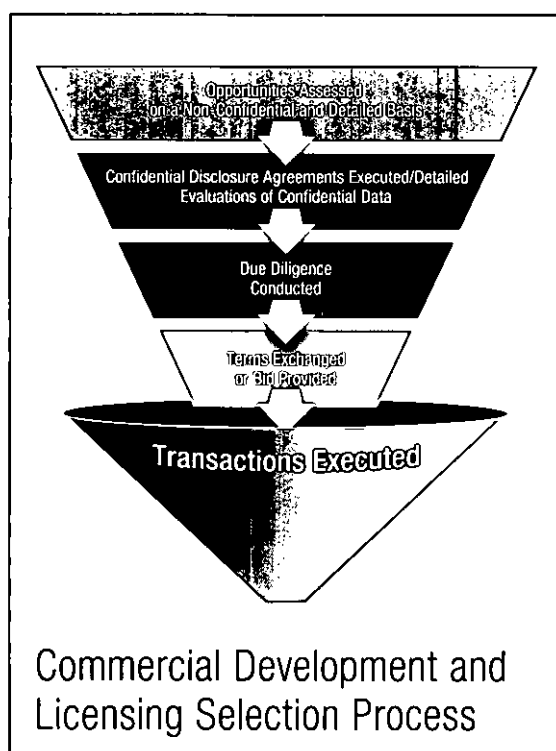 Opportunities Assessed
on a Non-Confidential and Detailed Basis
Confidential Disclosure Agreements Executed/Detailed
Evaluations of Confidential Data
Due Diligence
Conducted
Terms Exchanged
or Bid Provided
Transactions Executed
Commercial Development and
Licensing Selection Process